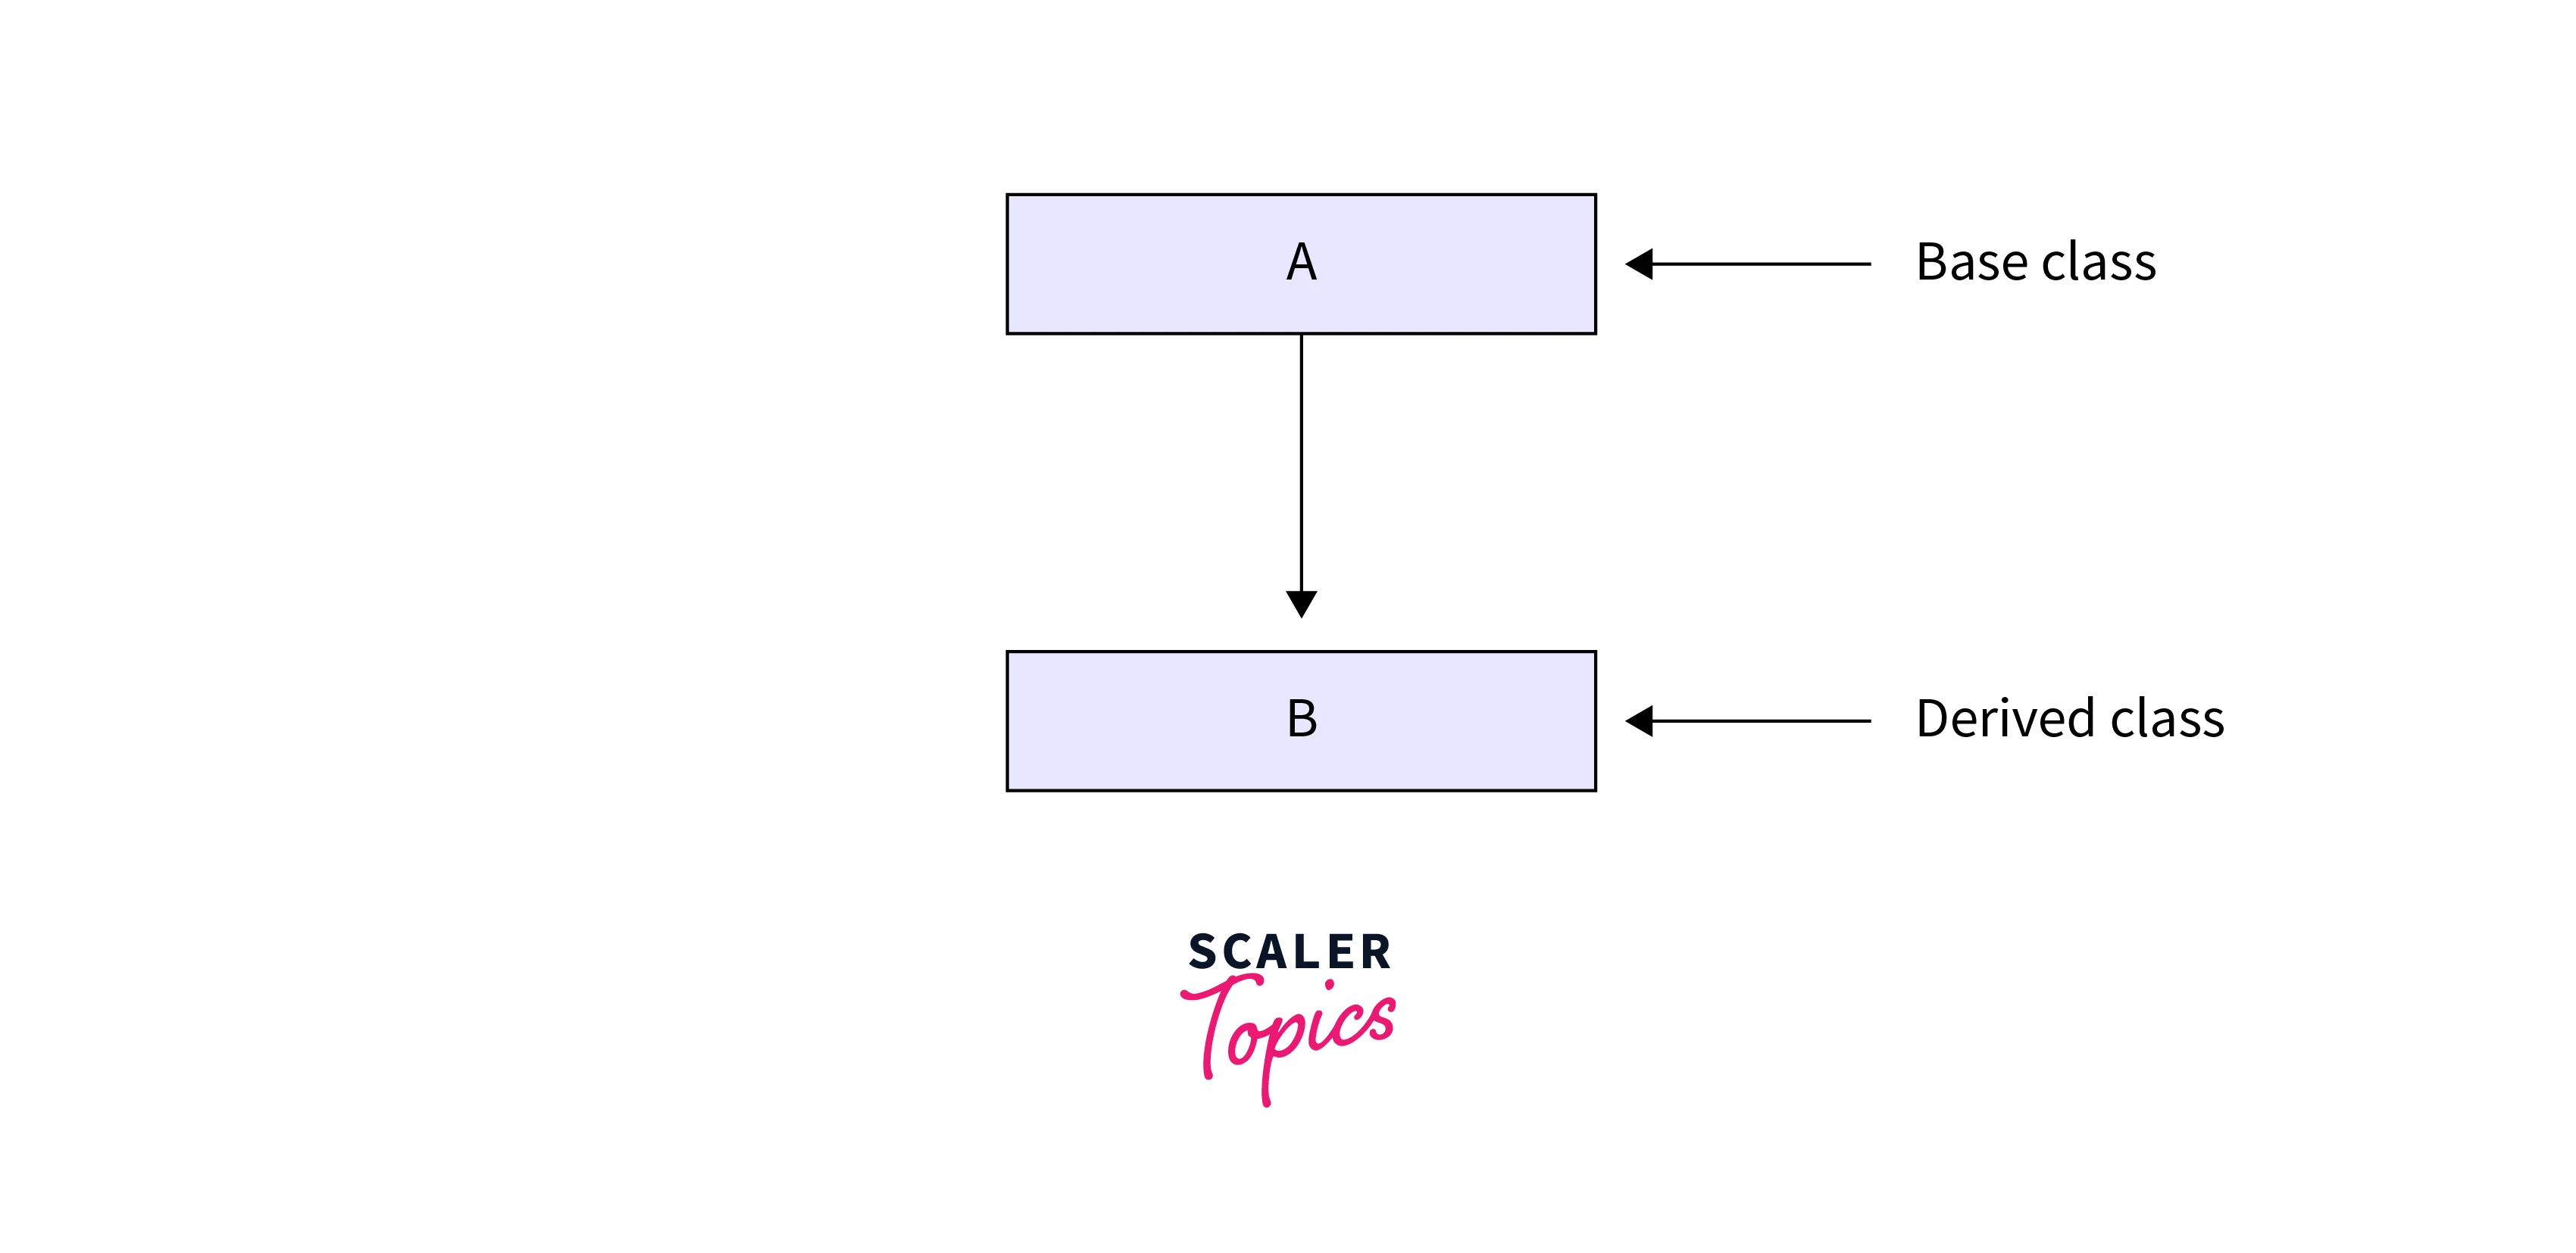 A
Base class
B
Derived class
SCALER
Topics